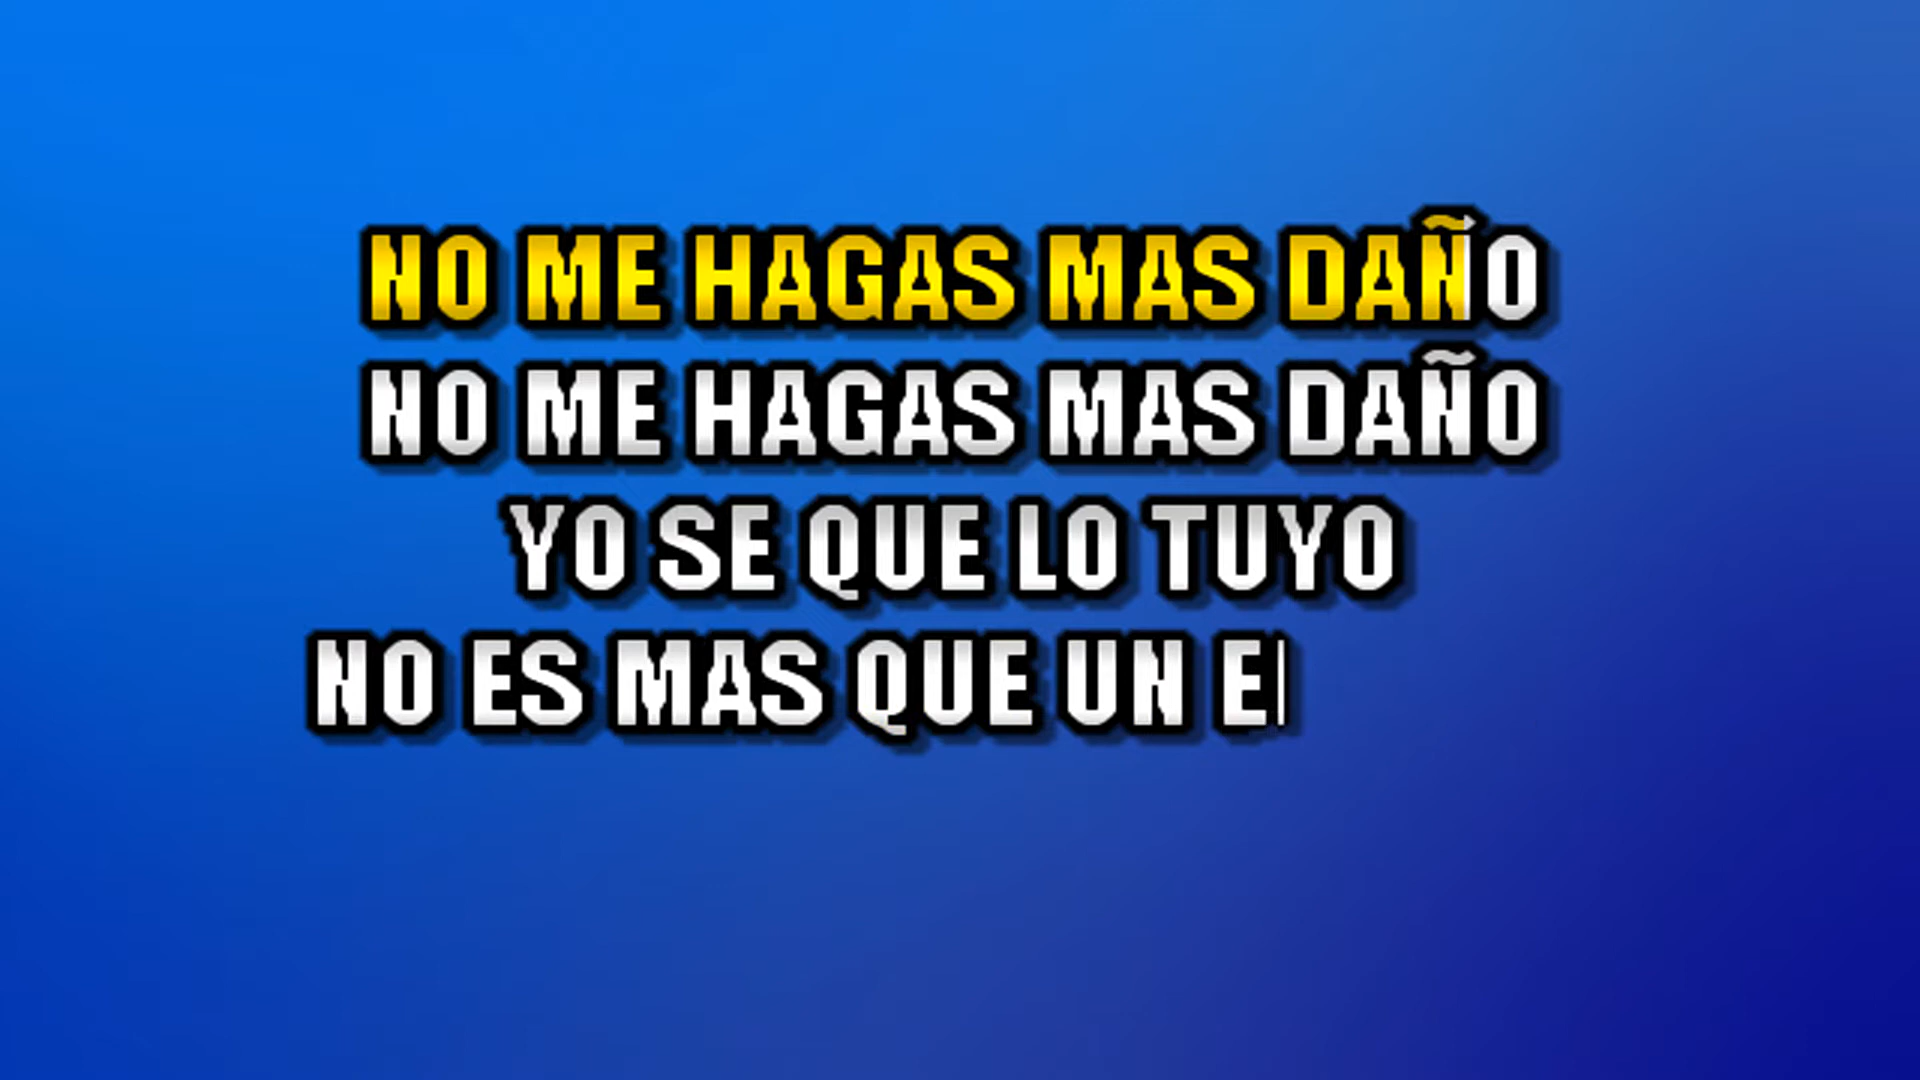 NO ME HAGAS MAS DAÑO
NO ME HAGAS MAS DAÑO
YO SE QUE LO TUYO
NO ES MAS QUE UN